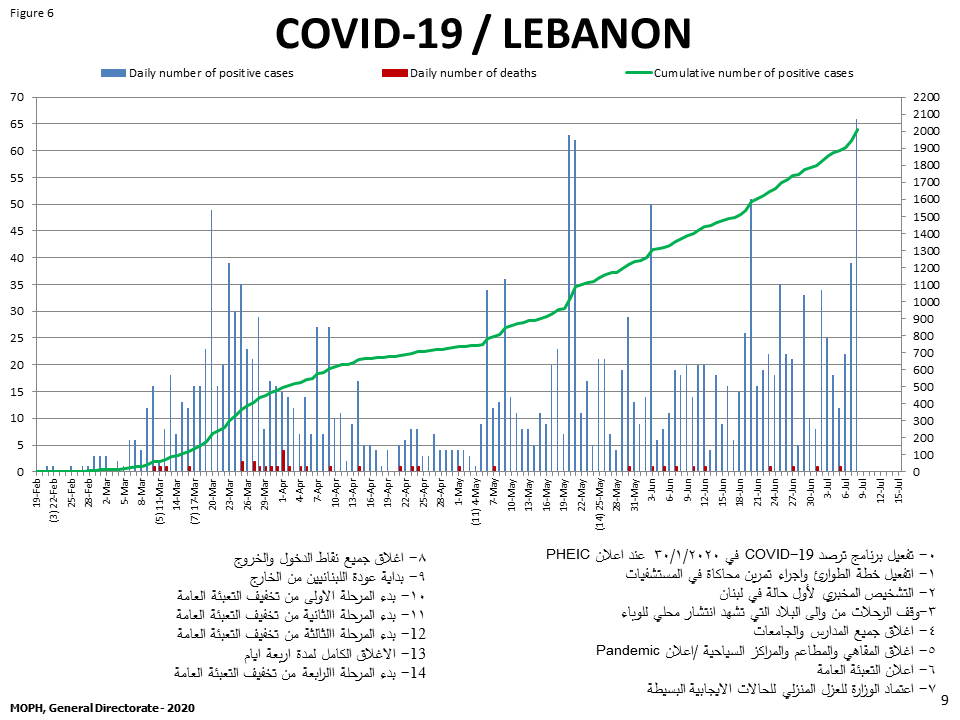 Figure 6
COVID-19 / LEBANON
Daily number of positive cases
Daily number of deaths
Cumulative number of positive cases
70
65
60
55
50
45
40
35
30
25
20
15
10
5
0
2200
2100
2000
1900
1800
1700
1600
1500
1400
1300
1200
1100
1000
900
800
700
600
500
400
300
200
100
0
19-Feb
(3) 22-Feb
25-Feb
28-Feb
2-Mar
5-Mar
8-Mar
(5) 11-Mar
14-Mar
(7) 17-Mar
20-Mar
23-Mar
26-Mar
29-Mar
1-Apr
4-Apr
7-Apr
10-Apr
13-Apr
16-Apr
19-Apr
22-Apr
25-Apr
28-Apr
1-May
(11) 4-May
7-May
10-May
13-May
16-May
19-May
22-May
(14) 25-May
28-May
31-May
3-Jun
6-Jun
9-Jun
12-Jun
15-Jun
18-Jun
21-Jun
24-Jun
27-Jun
30-Jun
3-Jul
6-Jul
9-Jul
12-Jul
15-Jul
٠- تفعيل برنامج ترصد COVID-19 في ٣٠/١/٢٠٢٠ عند اعلان PHEIC
١- اتفعيل خطة الطوارئ واجراء تمرين محاكاة في المستشفيات
٢- التشخيص المخبري لأول حالة في لبنان
٣-وقف الرحلات من والى البلاد التي تشهد انتشار محلي للوباء
٤- اغلاق جميع المدارس والجامعات
٥- اغلاق المقاهي والمطاعم والمراكز السياحية /اعلان Pandemic
٦- اعلان التعبئة العامة
٧- اعتماد الوزارة للعزل المنزلي للحالات الايجابية البسيطة
٨- اغلاق جميع نقاط الدخول والخروج
٩- بداية عودة اللبنانيين من الخارج
١٠- بدء المرحلة الاولى من تخفيف التعبئة العامة
١١- بدء المرحلة االثانية من تخفيف التعبئة العامة
12- بدء المرحلة االثالثة من تخفيف التعبئة العامة
13- الاغلاق الكامل لمدة اربعة ايام
14- بدء المرحلة االرابعة من تخفيف التعبئة العامة
MOPH, General Directorate - 2020
9